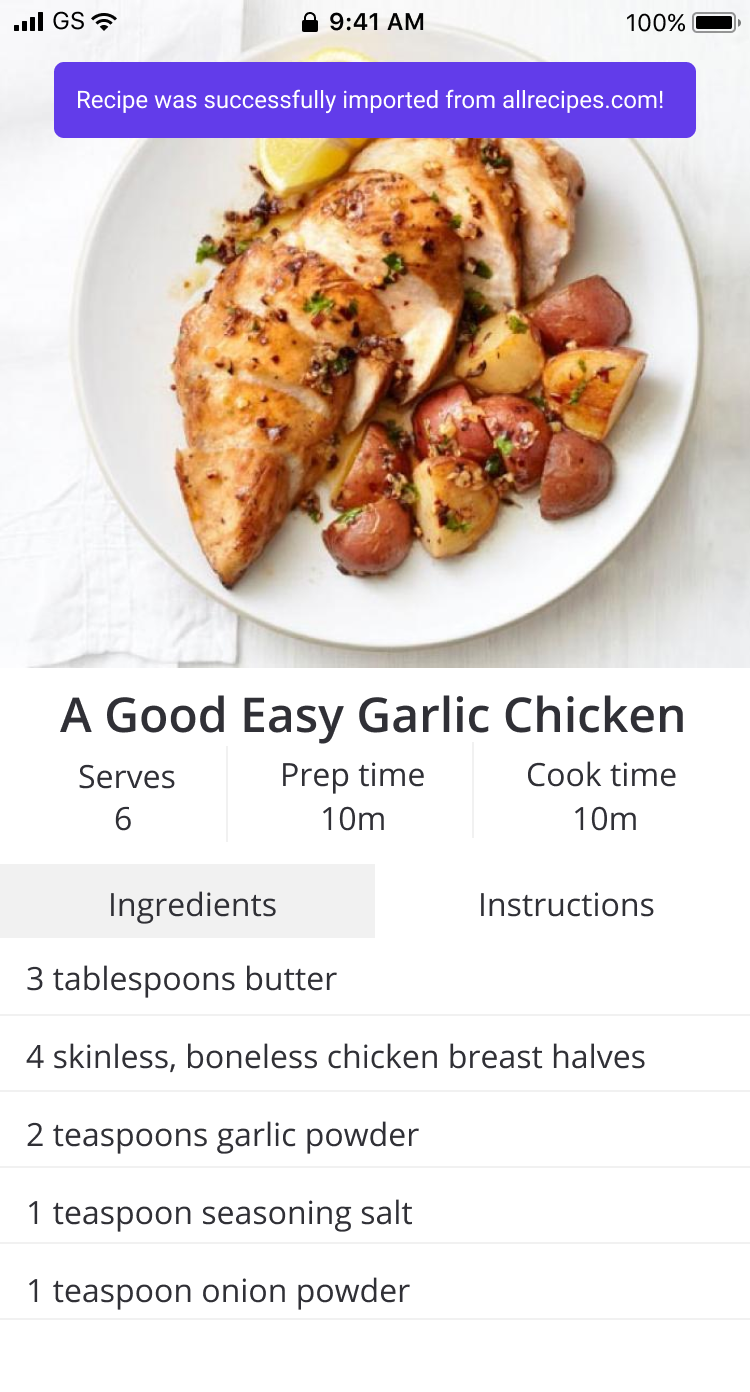 GS 9:41 AM 100%
Recipe was successfully imported from allrecipes.com!
A Good Easy Garlic Chicken
Serves Prep time Cook time
6 10m 10m
Ingredients Instructions
3 tablespoons butter
4 skinless, boneless chicken breast halves
2 teaspoons garlic powder
1 teaspoon seasoning salt
1 teaspoon onion powder